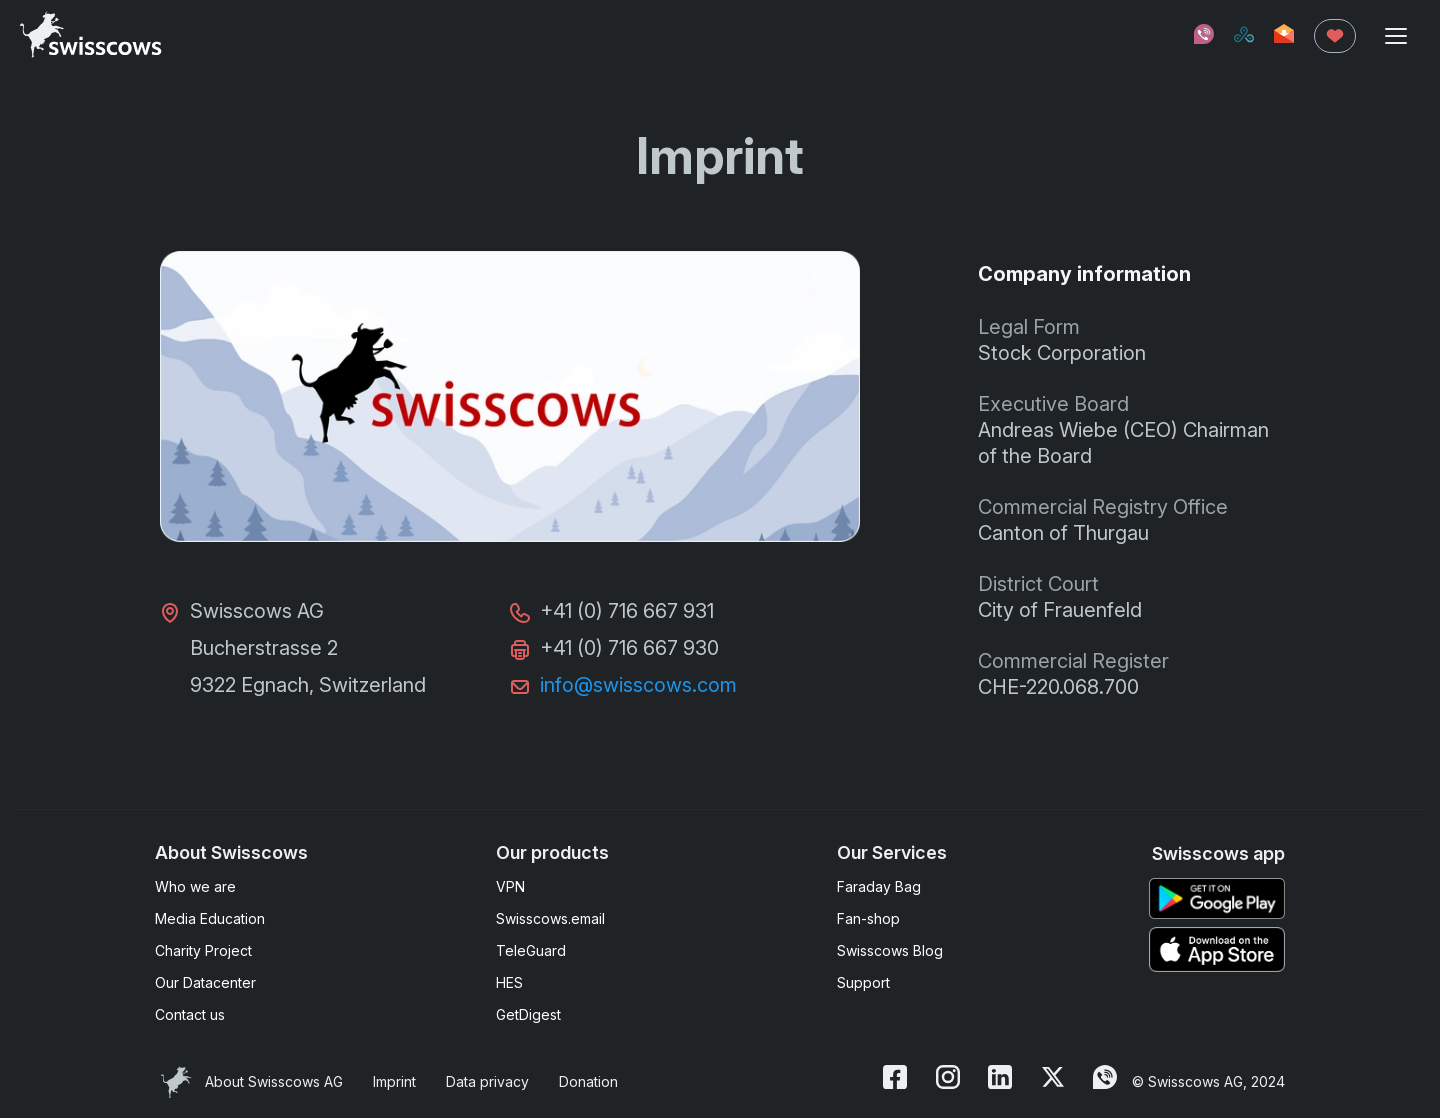 swisscows
Imprint
swisscows
Swisscows AG
Bucherstrasse 2
9322 Egnach, Switzerland
+41 (0) 716 667 931
+41 (0) 716 667 930
info@swisscows.com
Company information
Legal Form
Stock Corporation
Executive Board
Andreas Wiebe (CEO) Chairman
of the Board
Commercial Registry Office
Canton of Thurgau
District Court
City of Frauenfeld
Commercial Register
CHE-220.068.700
About Swisscows
Who we are
Media Education
Charity Project
Our Datacenter
Contact us
Our products
VPN
Swisscows.email
TeleGuard
HES
GetDigest
Our Services
Faraday Bag
Fan-shop
Swisscows Blog
Support
Swisscows app
GET IT ON
Google Play
Download on the
App Store
About Swisscows AG
Imprint
Data privacy
Donation
© Swisscows AG, 2024